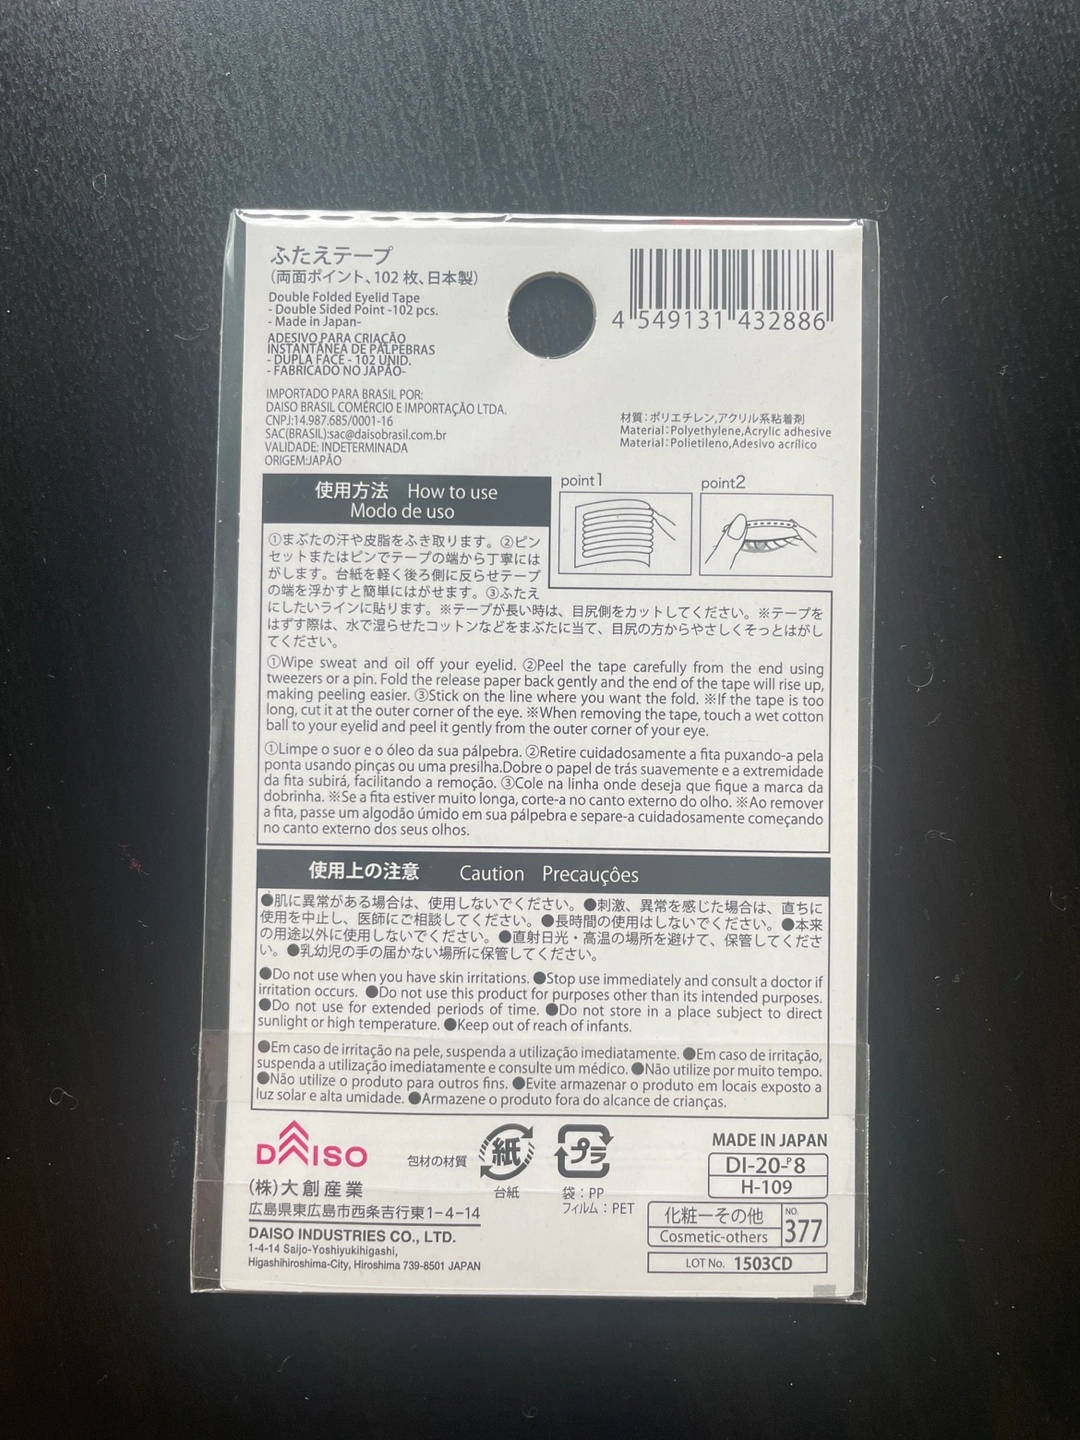 ふたえテープ
(両面ポイント、102 枚、日本製)
Double Folded Eyelid Tape
- Double Sided Point -102 pcs.
- Made in Japan-
ADESIVO PARA CRIAÇÃO
INSTANTÂNEA DE PÁLPEBRAS
- DUPLA FACE - 102 UNID.
- FABRICADO NO JAPÃO-
IMPORTADO PARA BRASIL POR:
DAISO BRASIL COMÉRCIO E IMPORTAÇÃO LTDA.
CNPJ:14.987.685/0001-16
SAC(BRASIL):sac@daisobrasil.com.br
VALIDADE: INDETERMINADA
ORIGEM:JAPÃO
4 549131 432886
材質：ポリエチレン,アクリル系粘着剤
Material：Polyethylene,Acrylic adhesive
Material：Polietileno,Adesivo acrílico
使用方法 How to use
Modo de uso
point1
point2
①まぶたの汗や皮脂をふき取ります。②ピン
セットまたはピンでテープの端から丁寧には
がします。台紙を軽く後ろ側に反らせテープ
の端を浮かすと簡単にはがせます。③ふたえ
にしたいラインに貼ります。※テープが長い時は、目尻側をカットしてください。※テープを
はずす際は、水で湿らせたコットンなどをまぶたに当て、目尻の方からやさしくそっとはがし
てください。
①Wipe sweat and oil off your eyelid. ②Peel the tape carefully from the end using
tweezers or a pin. Fold the release paper back gently and the end of the tape will rise up,
making peeling easier. ③Stick on the line where you want the fold. ※If the tape is too
long, cut it at the outer corner of the eye. ※When removing the tape, touch a wet cotton
ball to your eyelid and peel it gently from the outer corner of your eye.
①Limpe o suor e o óleo da sua pálpebra. ②Retire cuidadosamente a fita puxando-a pela
ponta usando pinças ou uma presilha.Dobre o papel de trás suavemente e a extremidade
da fita subirá, facilitando a remoção. ③Cole na linha onde deseja que fique a marca da
dobrinha. ※Se a fita estiver muito longa, corte-a no canto externo do olho. ※Ao remover
a fita, passe um algodão úmido em sua pálpebra e separe-a cuidadosamente começando
no canto externo dos seus olhos.
使用上の注意 Caution Precauções
●肌に異常がある場合は、使用しないでください。●刺激、異常を感じた場合は、直ちに
使用を中止し、医師にご相談してください。●長時間の使用はしないでください。●本来
の用途以外に使用しないでください。●直射日光・高温の場所を避けて、保管してくださ
い。●乳幼児の手の届かない場所に保管してください。
●Do not use when you have skin irritations. ●Stop use immediately and consult a doctor if
irritation occurs. ●Do not use this product for purposes other than its intended purposes.
●Do not use for extended periods of time. ●Do not store in a place subject to direct
sunlight or high temperature. ●Keep out of reach of infants.
●Em caso de irritação na pele, suspenda a utilização imediatamente. ●Em caso de irritação,
suspenda a utilização imediatamente e consulte um médico. ●Não utilize por muito tempo.
●Não utilize o produto para outros fins. ●Evite armazenar o produto em locais exposto a
luz solar e alta umidade. ●Armazene o produto fora do alcance de crianças.
DAISO
(株)大創産業
広島県東広島市西条吉行東1-4-14
DAISO INDUSTRIES CO., LTD.
1-4-14 Saijo-Yoshiyukihigashi,
Higashihiroshima-City, Hiroshima 739-8501 JAPAN
包材の材質
紙
台紙
プラ
袋：PP
フィルム：PET
MADE IN JAPAN
DI-20-P8
H-109
化粧ーその他
Cosmetic-others
NO.
377
LOT No. 1503CD